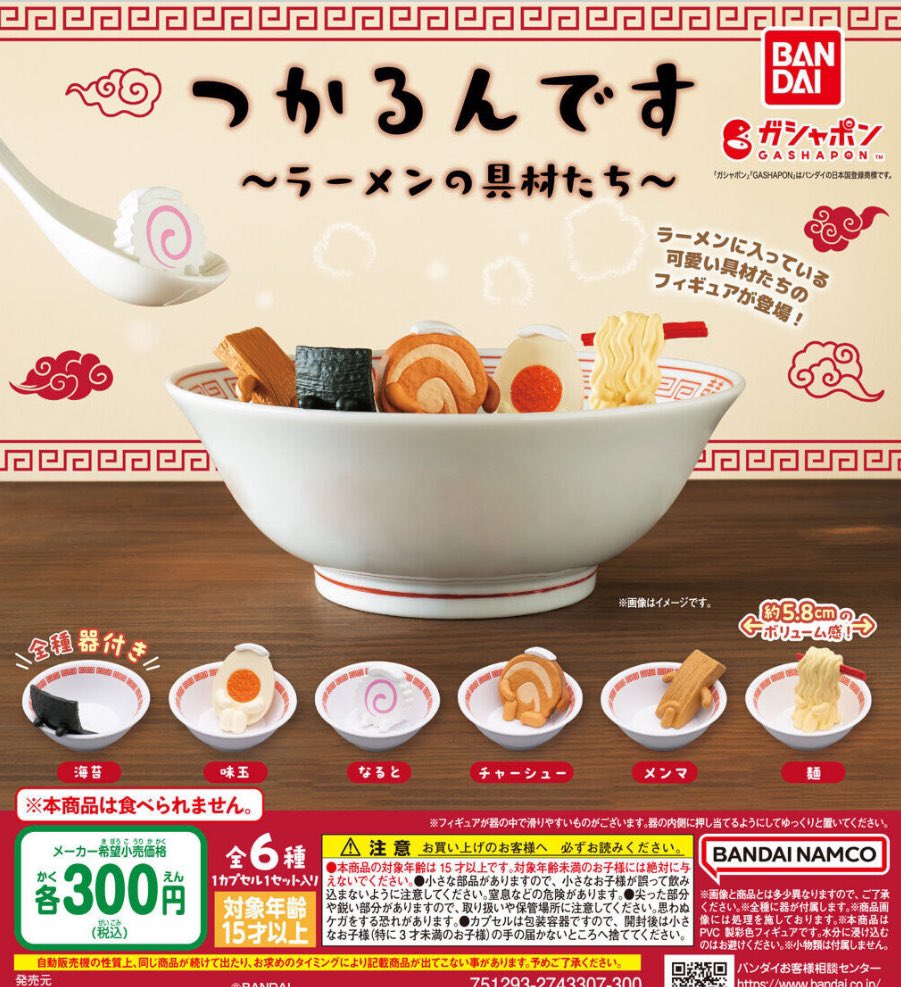 つかるんです
～ラーメンの具材たち～
BAN
DAI
ガシャポン
GASHAPON™
「ガシャポン」「GASHAPON」はバンダイの日本国登録商標です。
ラーメンに入っている
可愛い具材たちの
フィギュアが登場！
※画像はイメージです。
全種器付き
約5.8cmの
ボリューム感！
海苔
味玉
なると
チャーシュー
メンマ
麺
※本商品は食べられません。
※フィギュアが器の中で滑りやすいものがございます。器の内側に押し当てるようにしてゆっくりと置いてください。
メーカー希望小売価格
きぼうこうりかかく
各300円
かく
えん
(税込)
ぜいこみ
全6種
1カプセル1セット入り
対象年齢
15才以上
注意 お買い上げのお客様へ 必ずお読みください。
●本商品の対象年齢は15才以上です。対象年齢未満のお子様には絶対に与
えないでください。●小さな部品がありますので、小さなお子様が誤って飲み
込まないように注意してください。窒息などの危険があります。●尖った部分
や鋭い部分がありますので、取り扱いや保管場所に注意してください。思わぬ
ケガをする恐れがあります。●カプセルは包装容器ですので、開封後は小さ
なお子様(特に3才未満のお子様)の手の届かないところへ捨ててください。
BANDAI NAMCO
※画像と商品とは多少異なりますので、ご了承
ください。※全種に器が付属します。※商品画
像には処理を施しております。※本商品は
PVC 製彩色フィギュアです。水分に浸け込む
のはお避けください。※小物類は付属しません。
自動販売機の性質上、同じ商品が続けて出たり、お求めのタイミングにより記載商品が出てこない事があります。予めご了承ください。
発売元
©BANDAI
751293-2743307-300
バンダイお客様相談センター
https://www.bandai.co.jp/